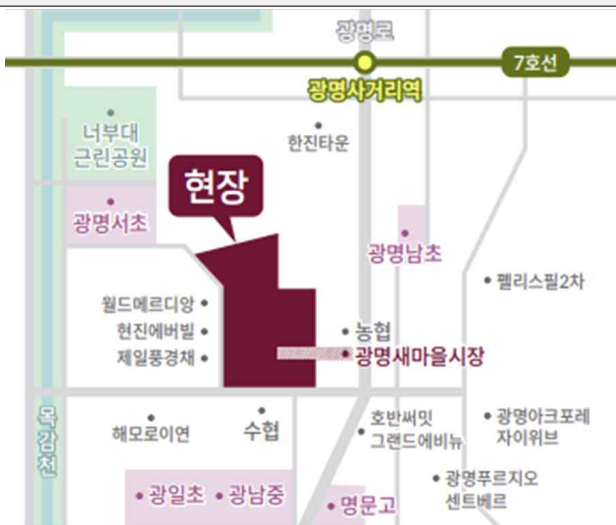 광명로
7호선
광명사거리역
너부대
근린공원
한진타운
현장
광명서초
광명남초
펠리스필2차
월드메르디앙
현진에버빌
제일풍경채
농협
광명새마을시장
목감천
해모로이연
수협
호반써밋
그랜드에비뉴
광명아크포레
자이위브
광명푸르지오
센트베르
광일초
광남중
명문고